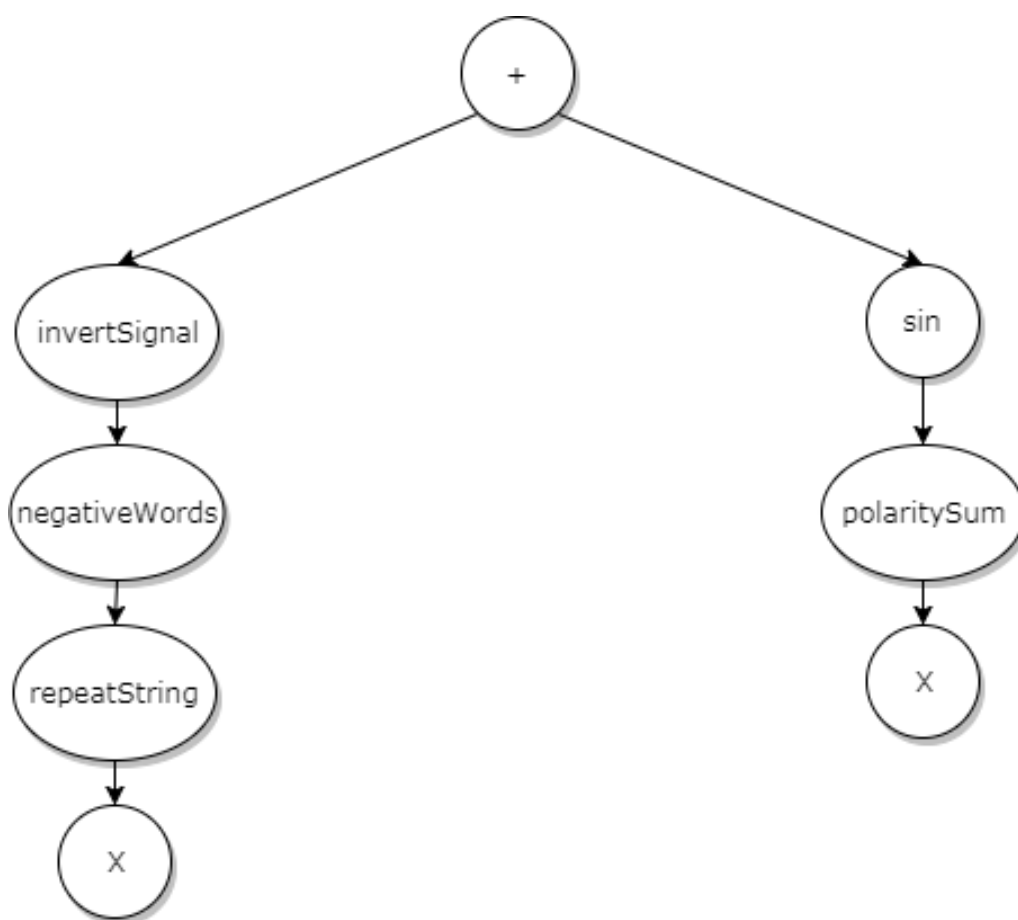 +
invertSignal
sin
negativeWords
polaritySum
repeatString
X
X